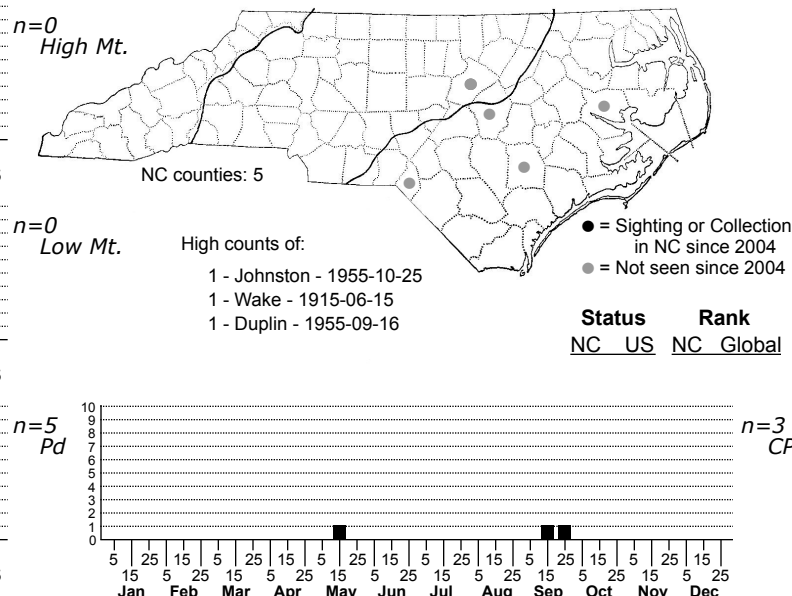 n=0
High Mt.
NC counties: 5
n=0
Low Mt.
High counts of:
1 - Johnston - 1955-10-25
1 - Wake - 1915-06-15
1 - Duplin - 1955-09-16
= Sighting or Collection
in NC since 2004
= Not seen since 2004
Status Rank
NC US NC Global
n=5
Pd
n=3
CP
10
9
8
7
6
5
4
3
2
1
0
5 25 15 5 25 15 5 25 15 5 25 15 5 25 15 5 25 15
15 5 25 15 5 25 15 5 25 15 5 25 15 5 25 15 5 25
Jan Feb Mar Apr May Jun Jul Aug Sep Oct Nov Dec